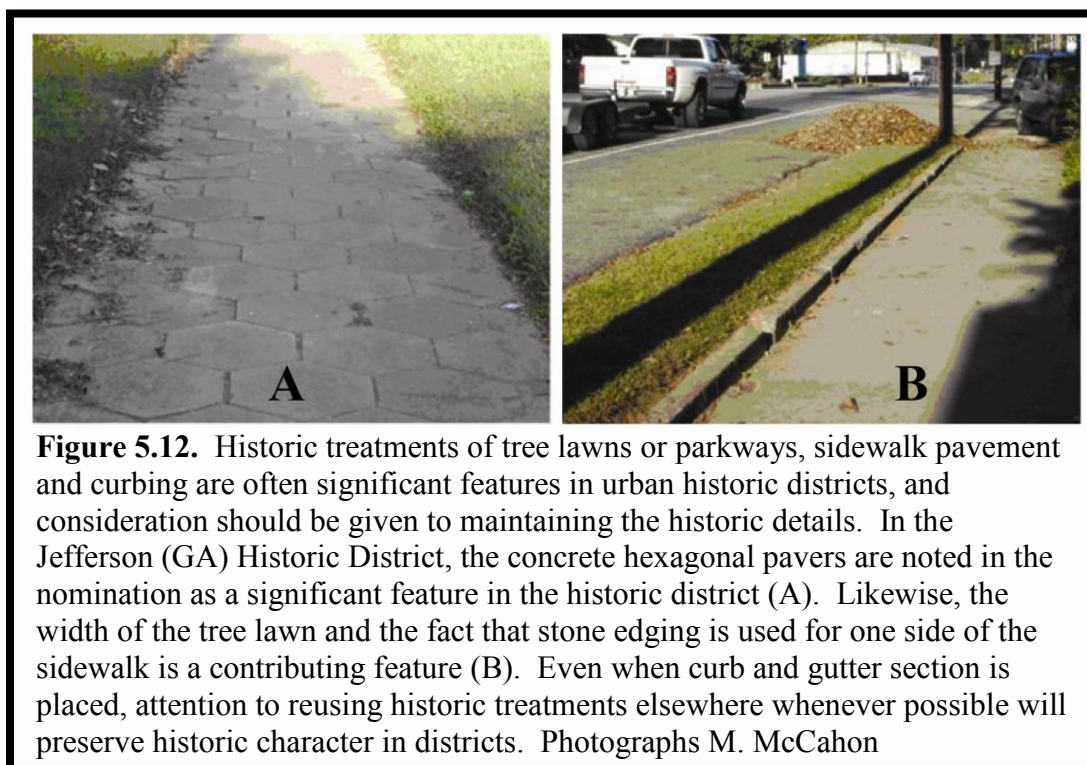 A
B
Figure 5.12. Historic treatments of tree lawns or parkways, sidewalk pavement
and curbing are often significant features in urban historic districts, and
consideration should be given to maintaining the historic details. In the
Jefferson (GA) Historic District, the concrete hexagonal pavers are noted in the
nomination as a significant feature in the historic district (A). Likewise, the
width of the tree lawn and the fact that stone edging is used for one side of the
sidewalk is a contributing feature (B). Even when curb and gutter section is
placed, attention to reusing historic treatments elsewhere whenever possible will
preserve historic character in districts. Photographs M. McCahon